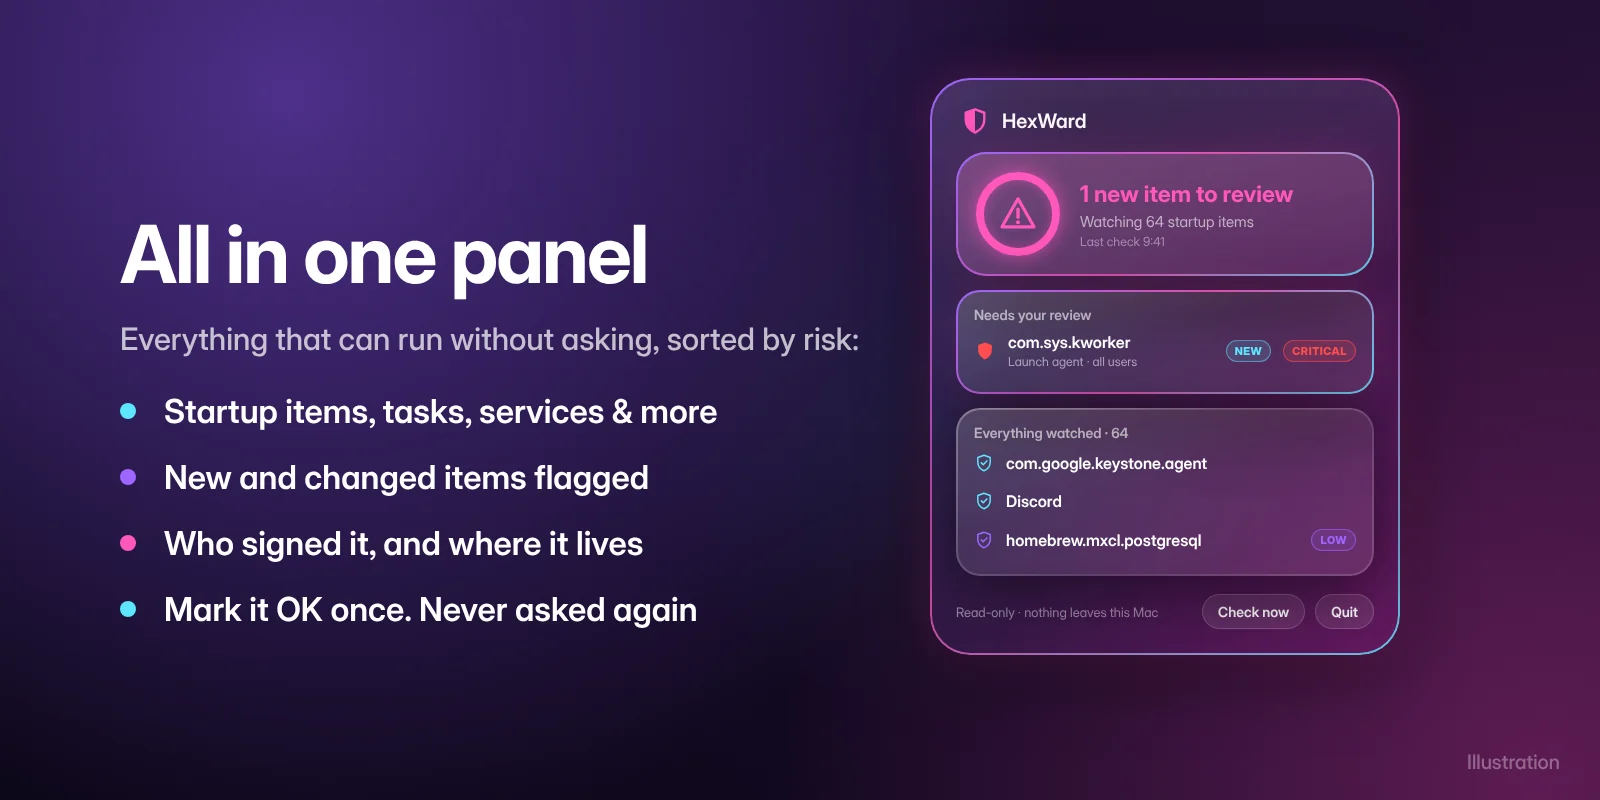 All in one panel
Everything that can run without asking, sorted by risk:
Startup items, tasks, services & more
New and changed items flagged
Who signed it, and where it lives
Mark it OK once. Never asked again
HexWard
1 new item to review
Watching 64 startup items
Last check 9:41
Needs your review
com.sys.kworker
Launch agent · all users
NEW
CRITICAL
Everything watched · 64
com.google.keystone.agent
Discord
homebrew.mxcl.postgresql
LOW
Read-only · nothing leaves this Mac
Check now
Quit
Illustration